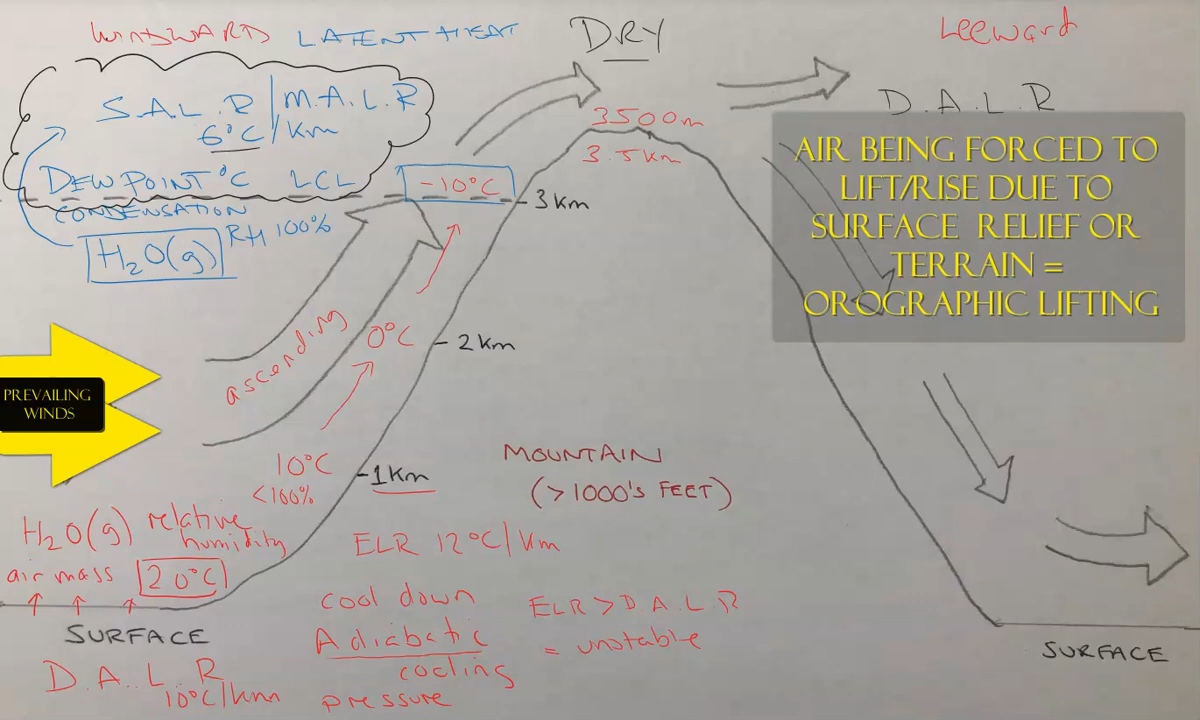 WINDWARD LATENT HEAT
DRY
Leeward
S.A.L.R / M.A.L.R
6°C / Km
DEW POINT °C LCL
CONDENSATION
H₂O(g) RH 100%
-10°C
3500m
3.5km
D.A.L.R
AIR BEING FORCED TO
LIFT/RISE DUE TO
SURFACE RELIEF OR
TERRAIN =
OROGRAPHIC LIFTING
- 3 Km
ascending
0°C
- 2 Km
PREVAILING
WINDS
10°C
<100%
- 1 Km
MOUNTAIN
(>1000's FEET)
H₂O(g) relative
humidity
air mass 20°C
SURFACE
D.A.L.R
10°C/km
ELR 12°C/Km
cool down
Adiabatic
cooling
pressure
ELR > D.A.L.R
= unstable
SURFACE